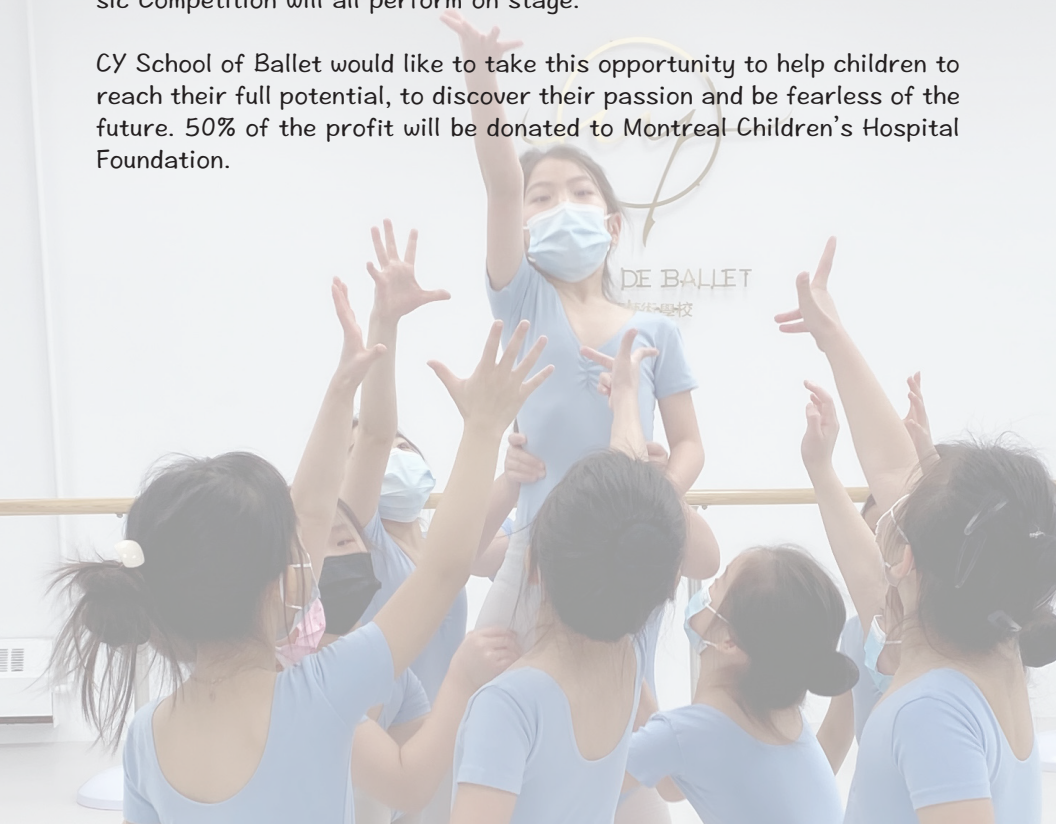 sic Competition will all perform on stage.
CY School of Ballet would like to take this opportunity to help children to
reach their full potential, to discover their passion and be fearless of the
future. 50% of the profit will be donated to Montreal Children's Hospital
Foundation.
DE BALLET
學校